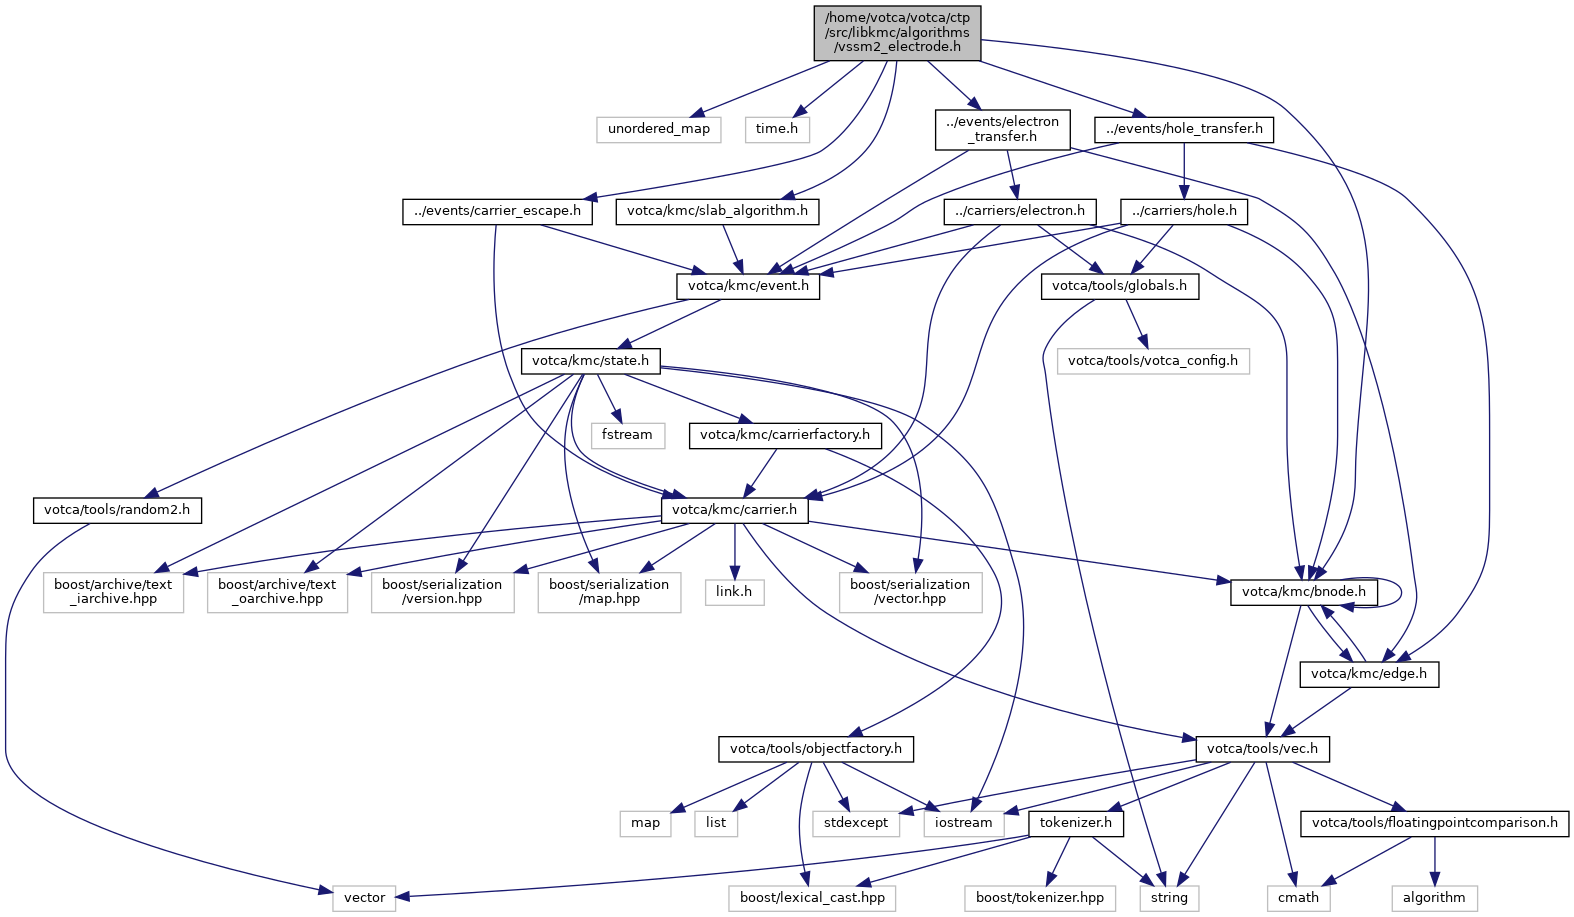 /home/votca/votca/ctp
/src/libkmc/algorithms
/vssm2_electrode.h
unordered_map
time.h
../events/electron
_transfer.h
../events/hole_transfer.h
../events/carrier_escape.h
votca/kmc/slab_algorithm.h
../carriers/electron.h
../carriers/hole.h
votca/kmc/event.h
votca/tools/globals.h
votca/kmc/state.h
votca/tools/votca_config.h
fstream
votca/kmc/carrierfactory.h
votca/tools/random2.h
votca/kmc/carrier.h
boost/archive/text
_iarchive.hpp
boost/archive/text
_oarchive.hpp
boost/serialization
/version.hpp
boost/serialization
/map.hpp
link.h
boost/serialization
/vector.hpp
votca/kmc/bnode.h
votca/kmc/edge.h
votca/tools/objectfactory.h
votca/tools/vec.h
map
list
stdexcept
iostream
tokenizer.h
votca/tools/floatingpointcomparison.h
vector
boost/lexical_cast.hpp
boost/tokenizer.hpp
string
cmath
algorithm